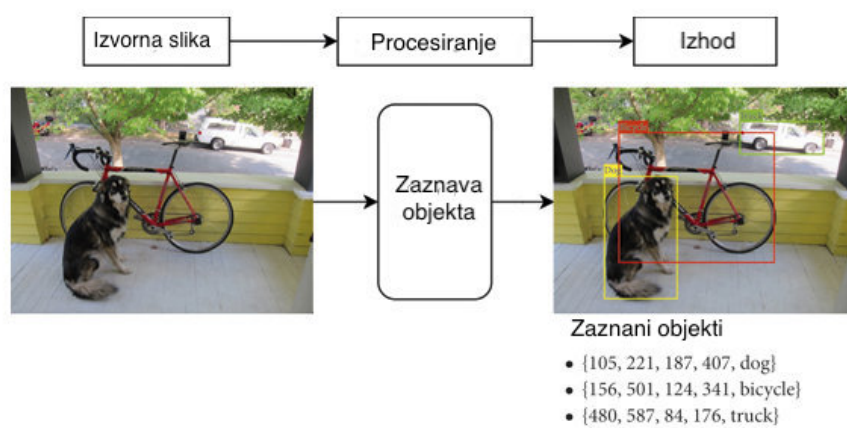 Izvorna slika
Procesiranje
Izhod
Zaznava
objekta
Dog
Zaznani objekti
• {105, 221, 187, 407, dog}
• {156, 501, 124, 341, bicycle}
• {480, 587, 84, 176, truck}